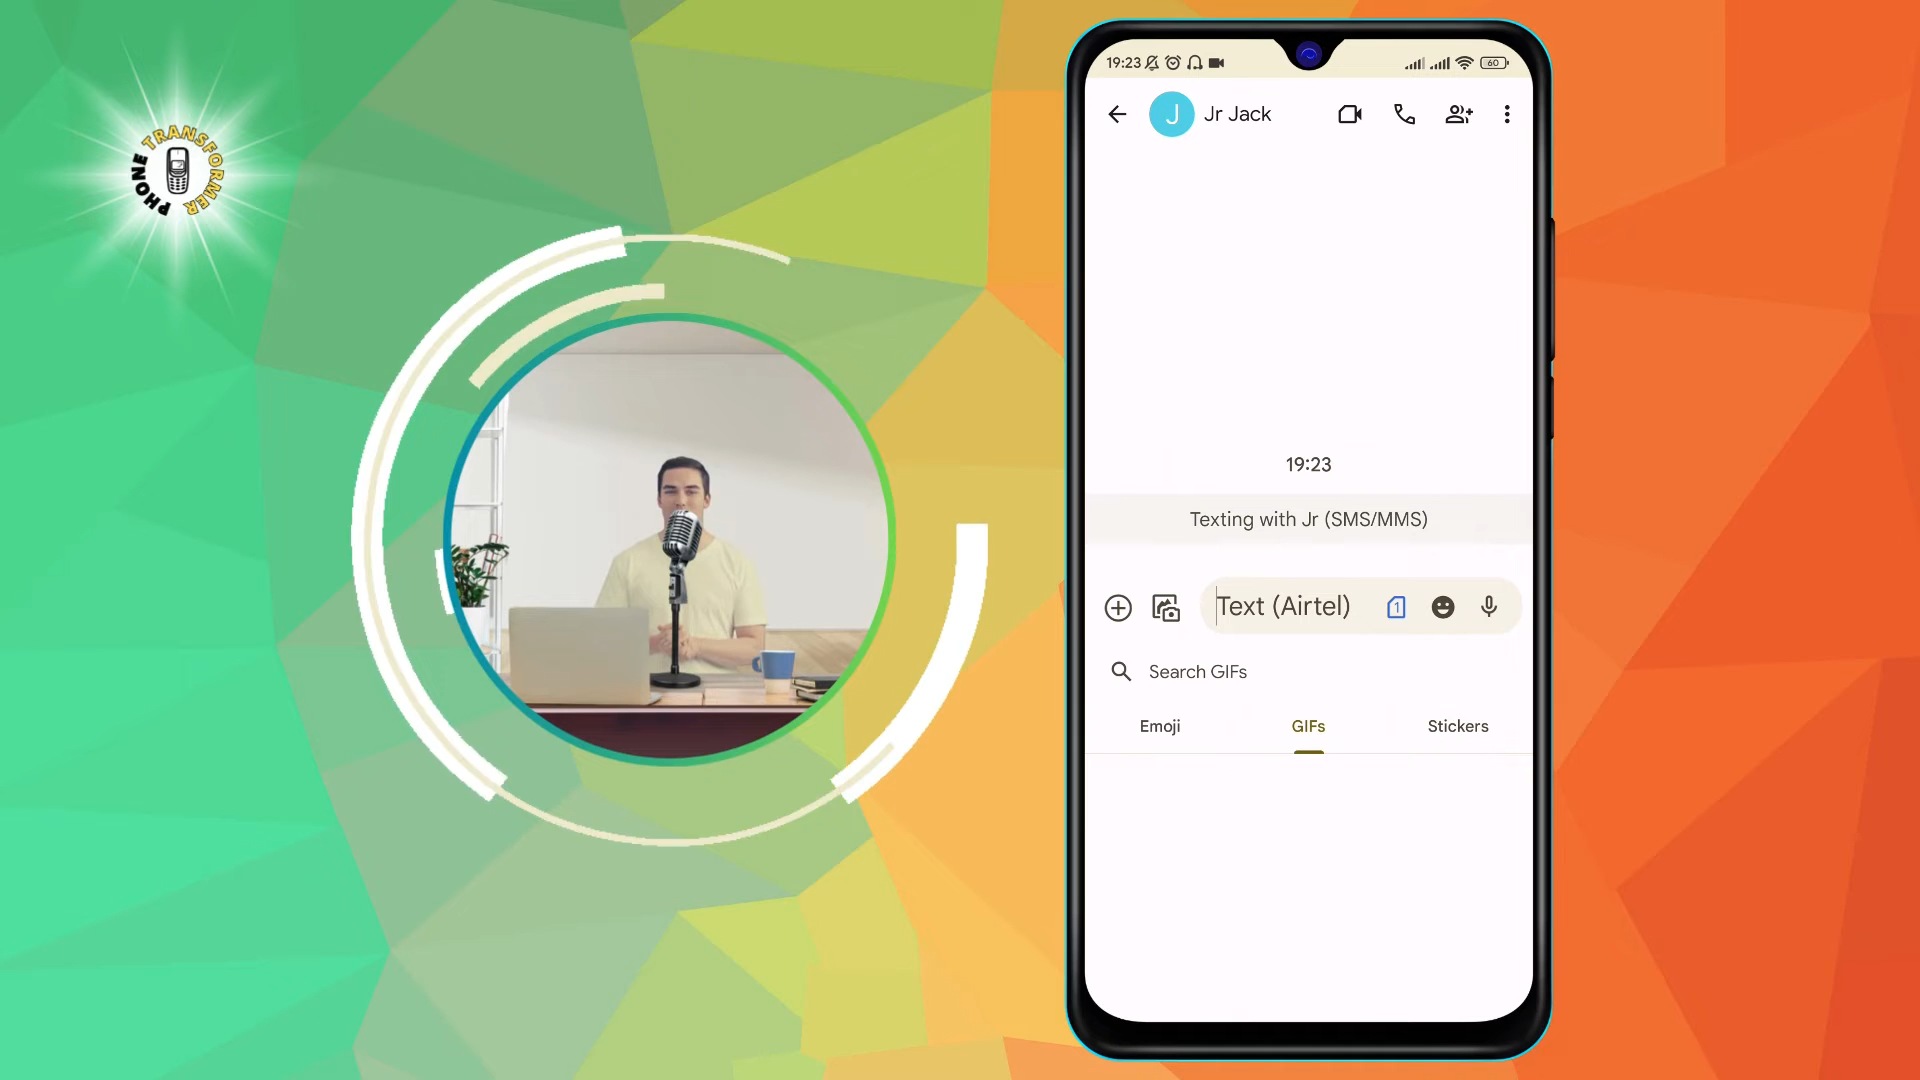 PHONE TRANSFORMER
19:23
60
J
Jr Jack
19:23
Texting with Jr (SMS/MMS)
Text (Airtel)
1
Search GIFs
Emoji
GIFs
Stickers